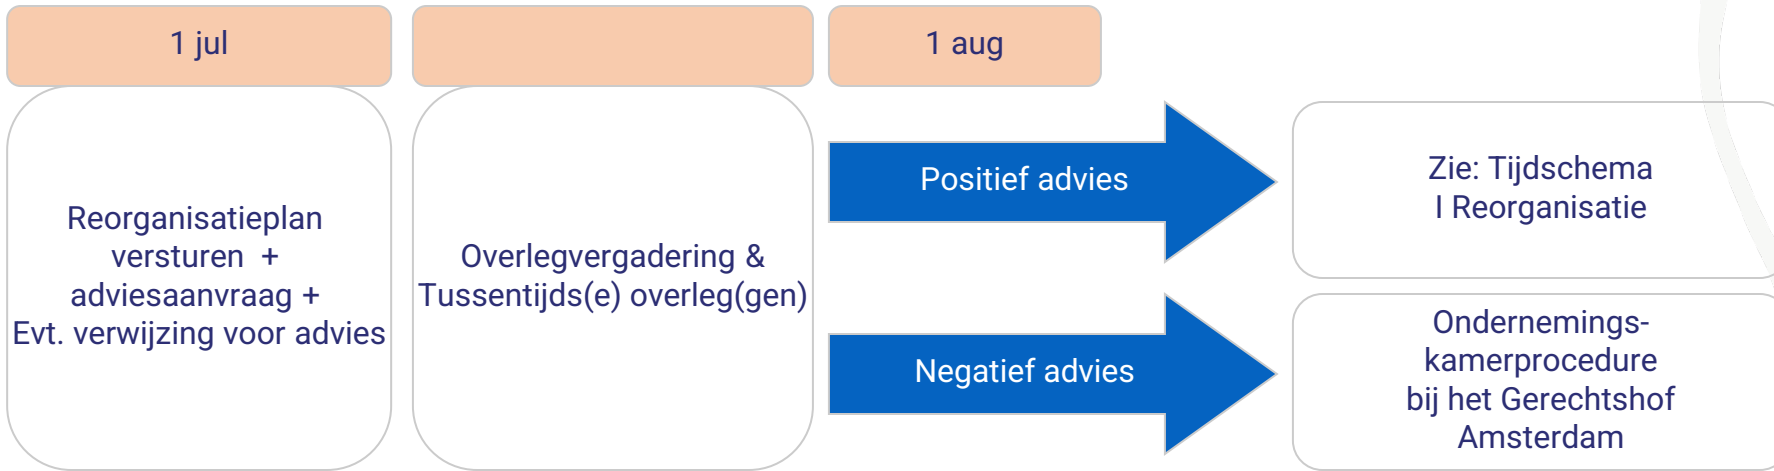 1 jul
1 aug
Reorganisatieplan
versturen +
adviesaanvraag +
Evt. verwijzing voor advies
Overlegvergadering &
Tussentijds(e) overleg(gen)
Positief advies
Negatief advies
Zie: Tijdschema
I Reorganisatie
Ondernemings-
kamerprocedure
bij het Gerechtshof
Amsterdam